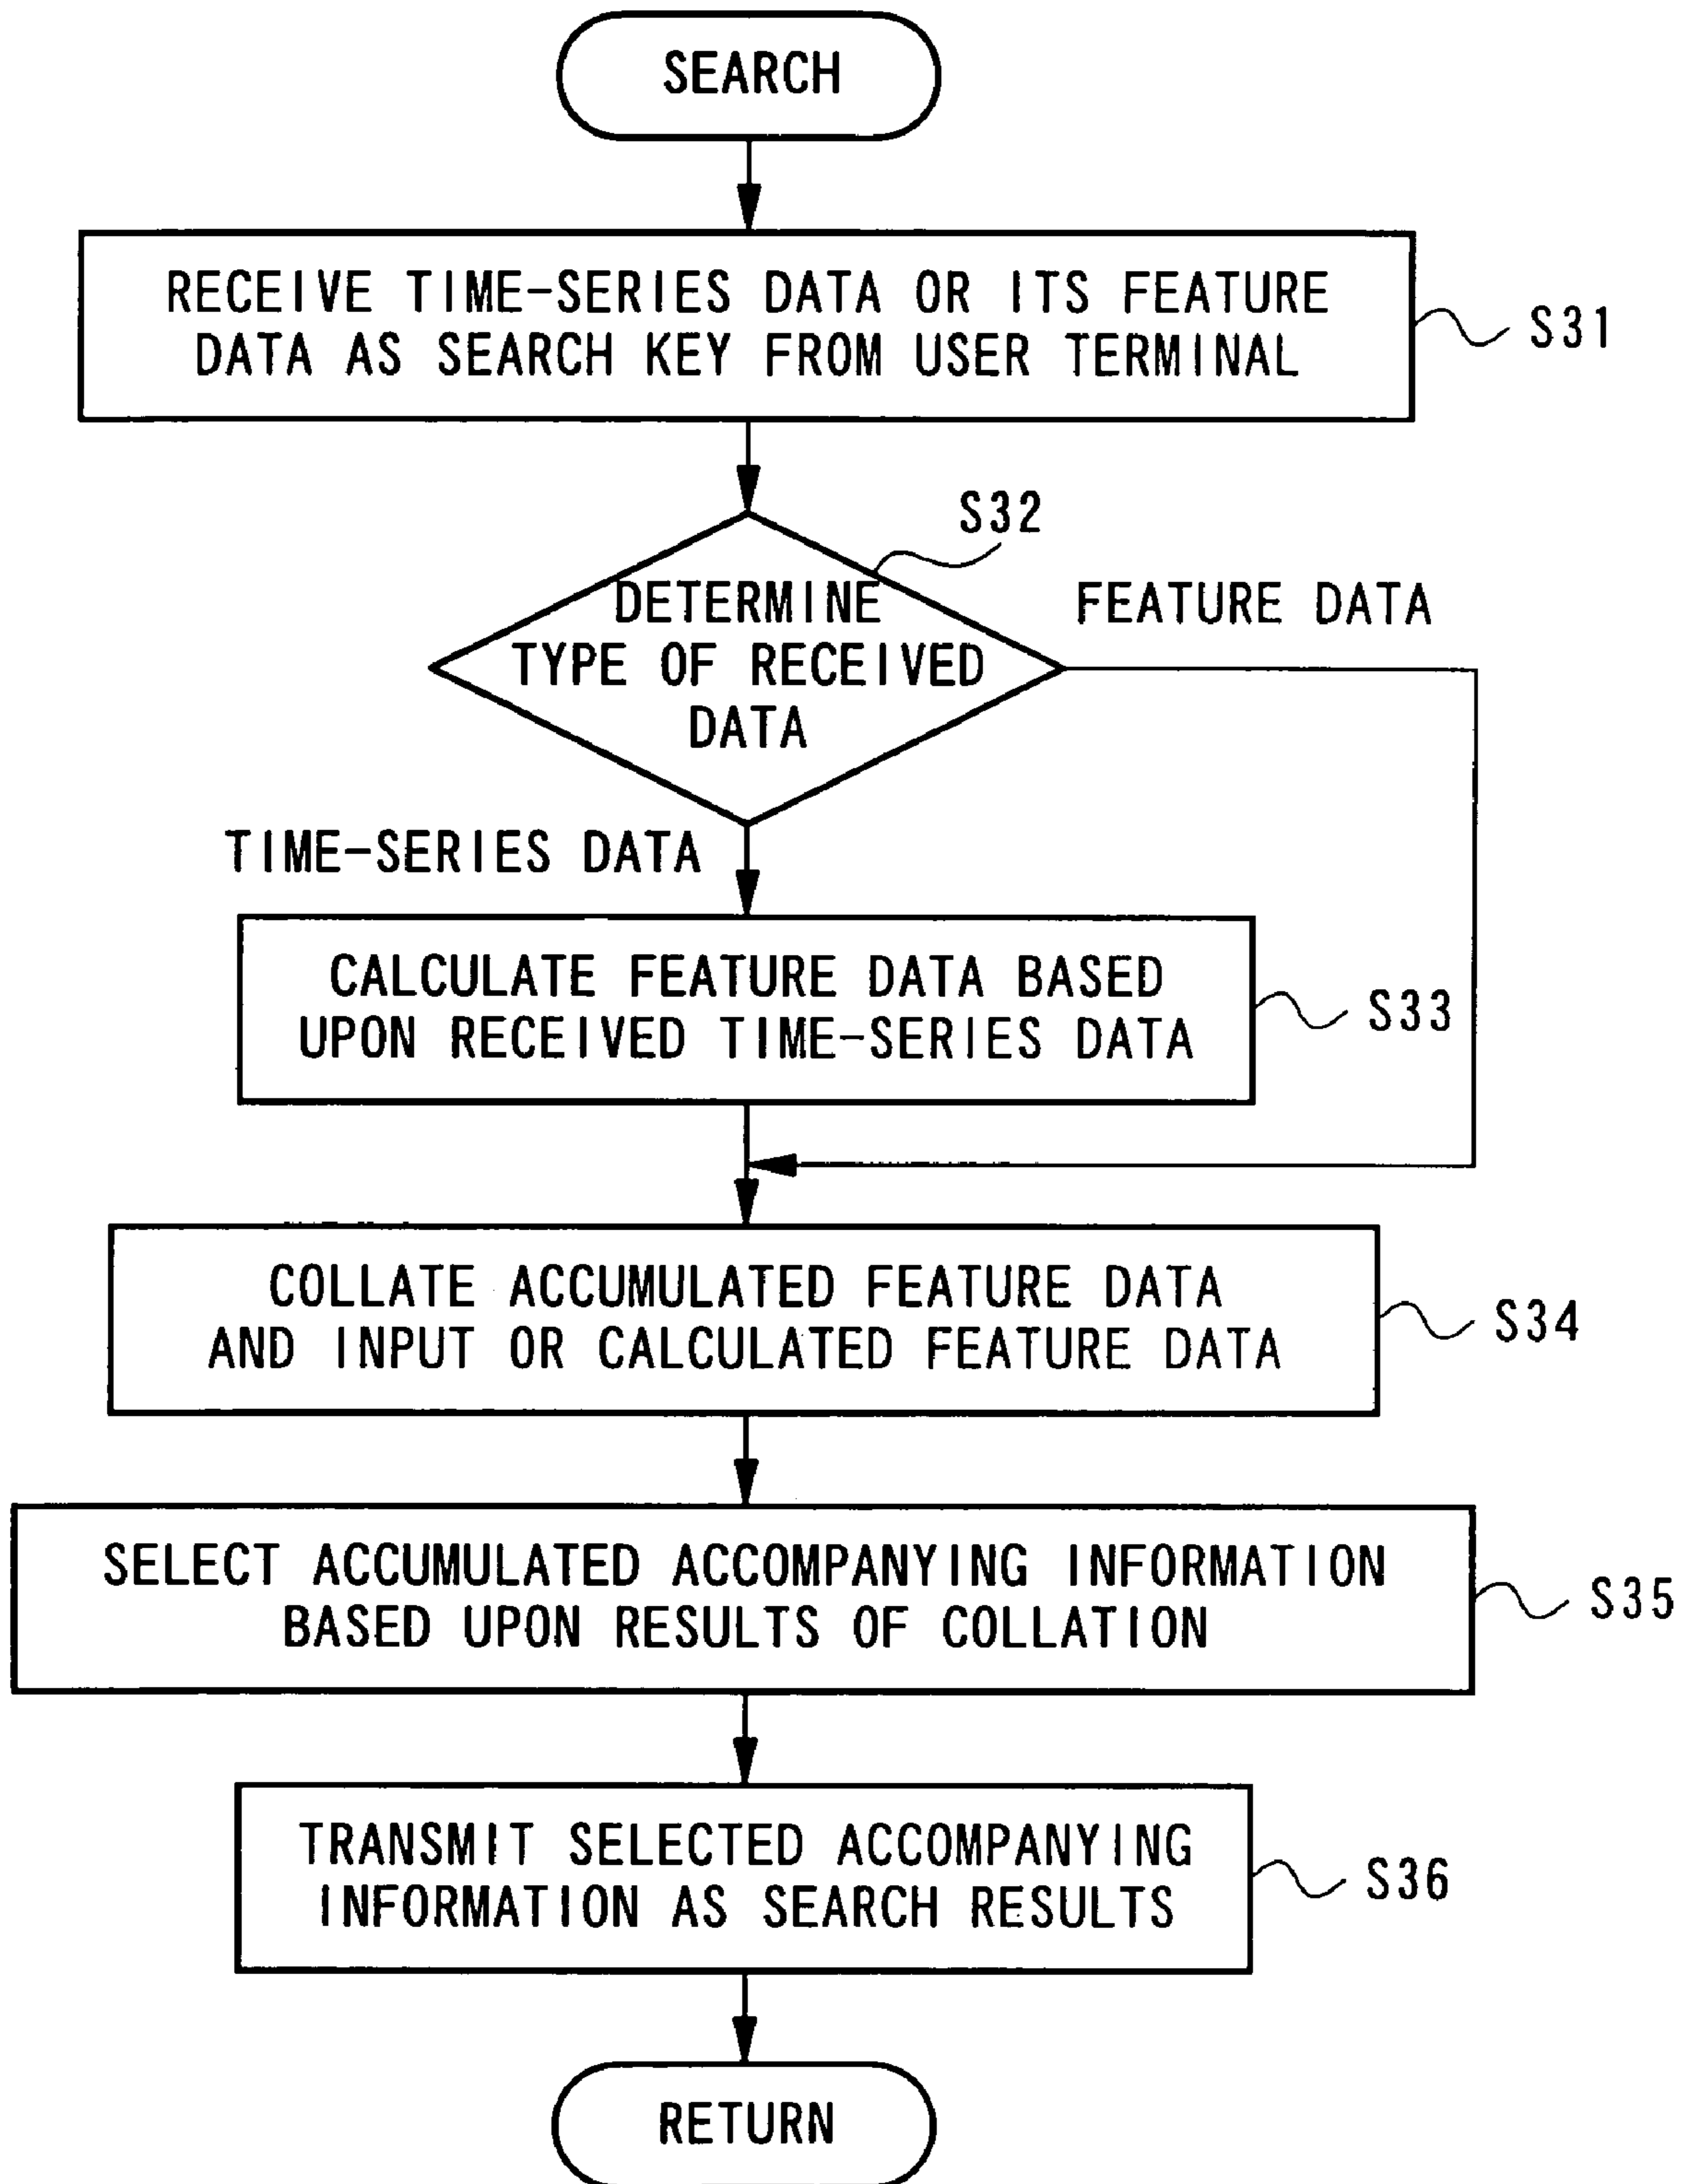 SEARCH
RECEIVE TIME-SERIES DATA OR ITS FEATURE
DATA AS SEARCH KEY FROM USER TERMINAL
S31
S32
DETERMINE
TYPE OF RECEIVED
DATA
FEATURE DATA
TIME-SERIES DATA
CALCULATE FEATURE DATA BASED
UPON RECEIVED TIME-SERIES DATA
S33
COLLATE ACCUMULATED FEATURE DATA
AND INPUT OR CALCULATED FEATURE DATA
S34
SELECT ACCUMULATED ACCOMPANYING INFORMATION
BASED UPON RESULTS OF COLLATION
S35
TRANSMIT SELECTED ACCOMPANYING
INFORMATION AS SEARCH RESULTS
S36
RETURN